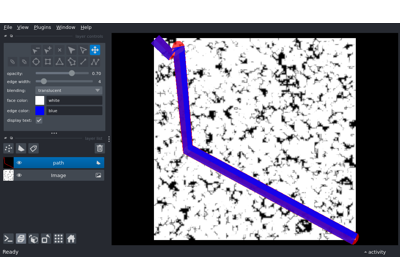 File View Plugins Window Help
opacity: 0.70
edge width: 4
blending: translucent
face color: white
edge color: blue
display text:
path
Image
Ready activity